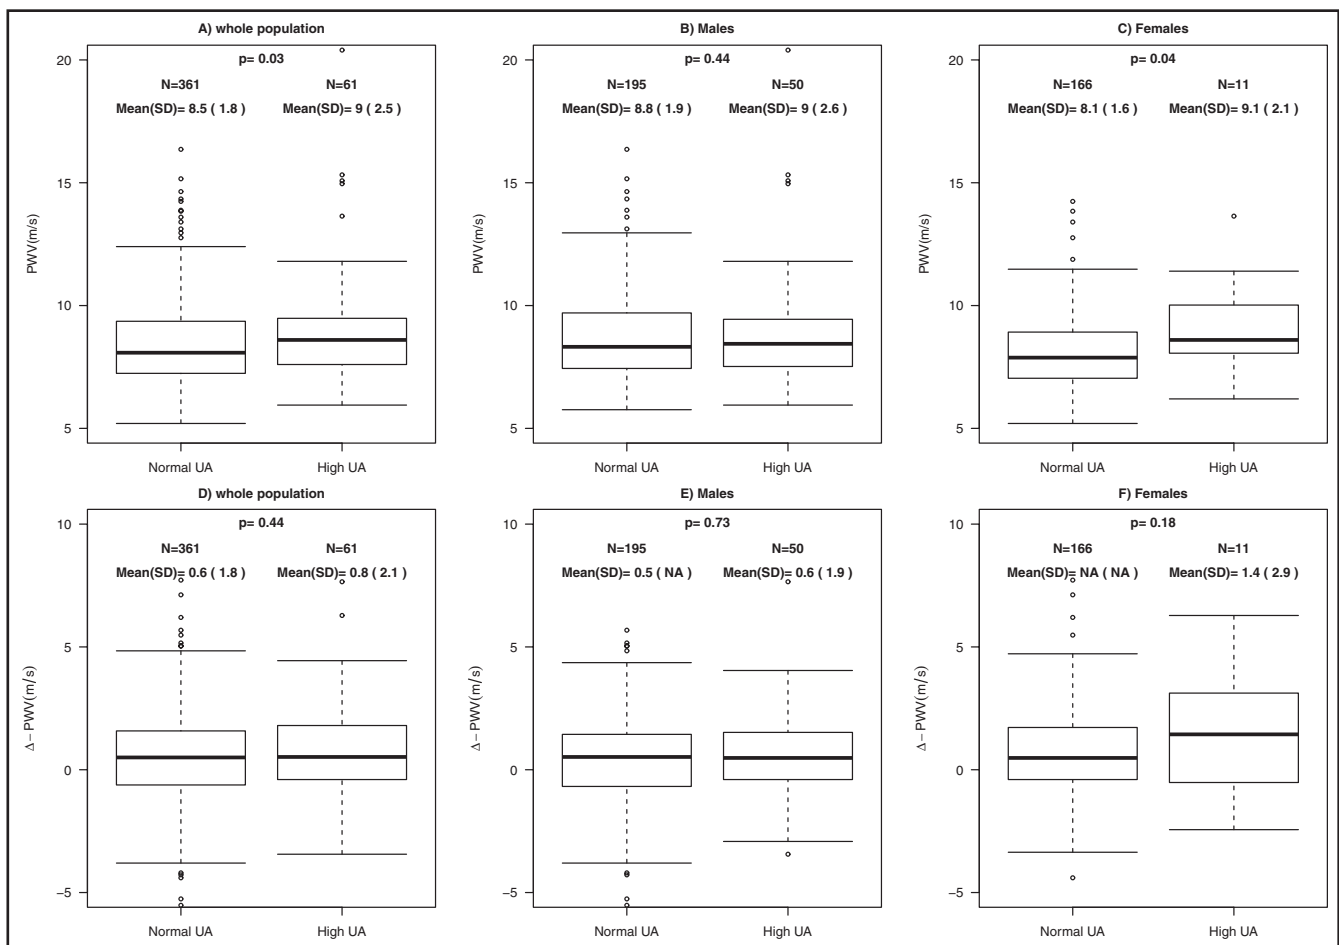 A) whole population
p= 0.03
N=361 N=61
Mean(SD)= 8.5 ( 1.8 ) Mean(SD)= 9 ( 2.5 )
20
15
10
5
PWV(m/s)
Normal UA High UA
B) Males
p= 0.44
N=195 N=50
Mean(SD)= 8.8 ( 1.9 ) Mean(SD)= 9 ( 2.6 )
20
15
10
5
PWV(m/s)
Normal UA High UA
C) Females
p= 0.04
N=166 N=11
Mean(SD)= 8.1 ( 1.6 ) Mean(SD)= 9.1 ( 2.1 )
20
15
10
5
PWV(m/s)
Normal UA High UA
D) whole population
p= 0.44
N=361 N=61
Mean(SD)= 0.6 ( 1.8 ) Mean(SD)= 0.8 ( 2.1 )
10
5
0
−5
Δ−PWV(m/s)
Normal UA High UA
E) Males
p= 0.73
N=195 N=50
Mean(SD)= 0.5 ( NA ) Mean(SD)= 0.6 ( 1.9 )
10
5
0
−5
Δ−PWV(m/s)
Normal UA High UA
F) Females
p= 0.18
N=166 N=11
Mean(SD)= NA ( NA ) Mean(SD)= 1.4 ( 2.9 )
10
5
0
−5
Δ−PWV(m/s)
Normal UA High UA